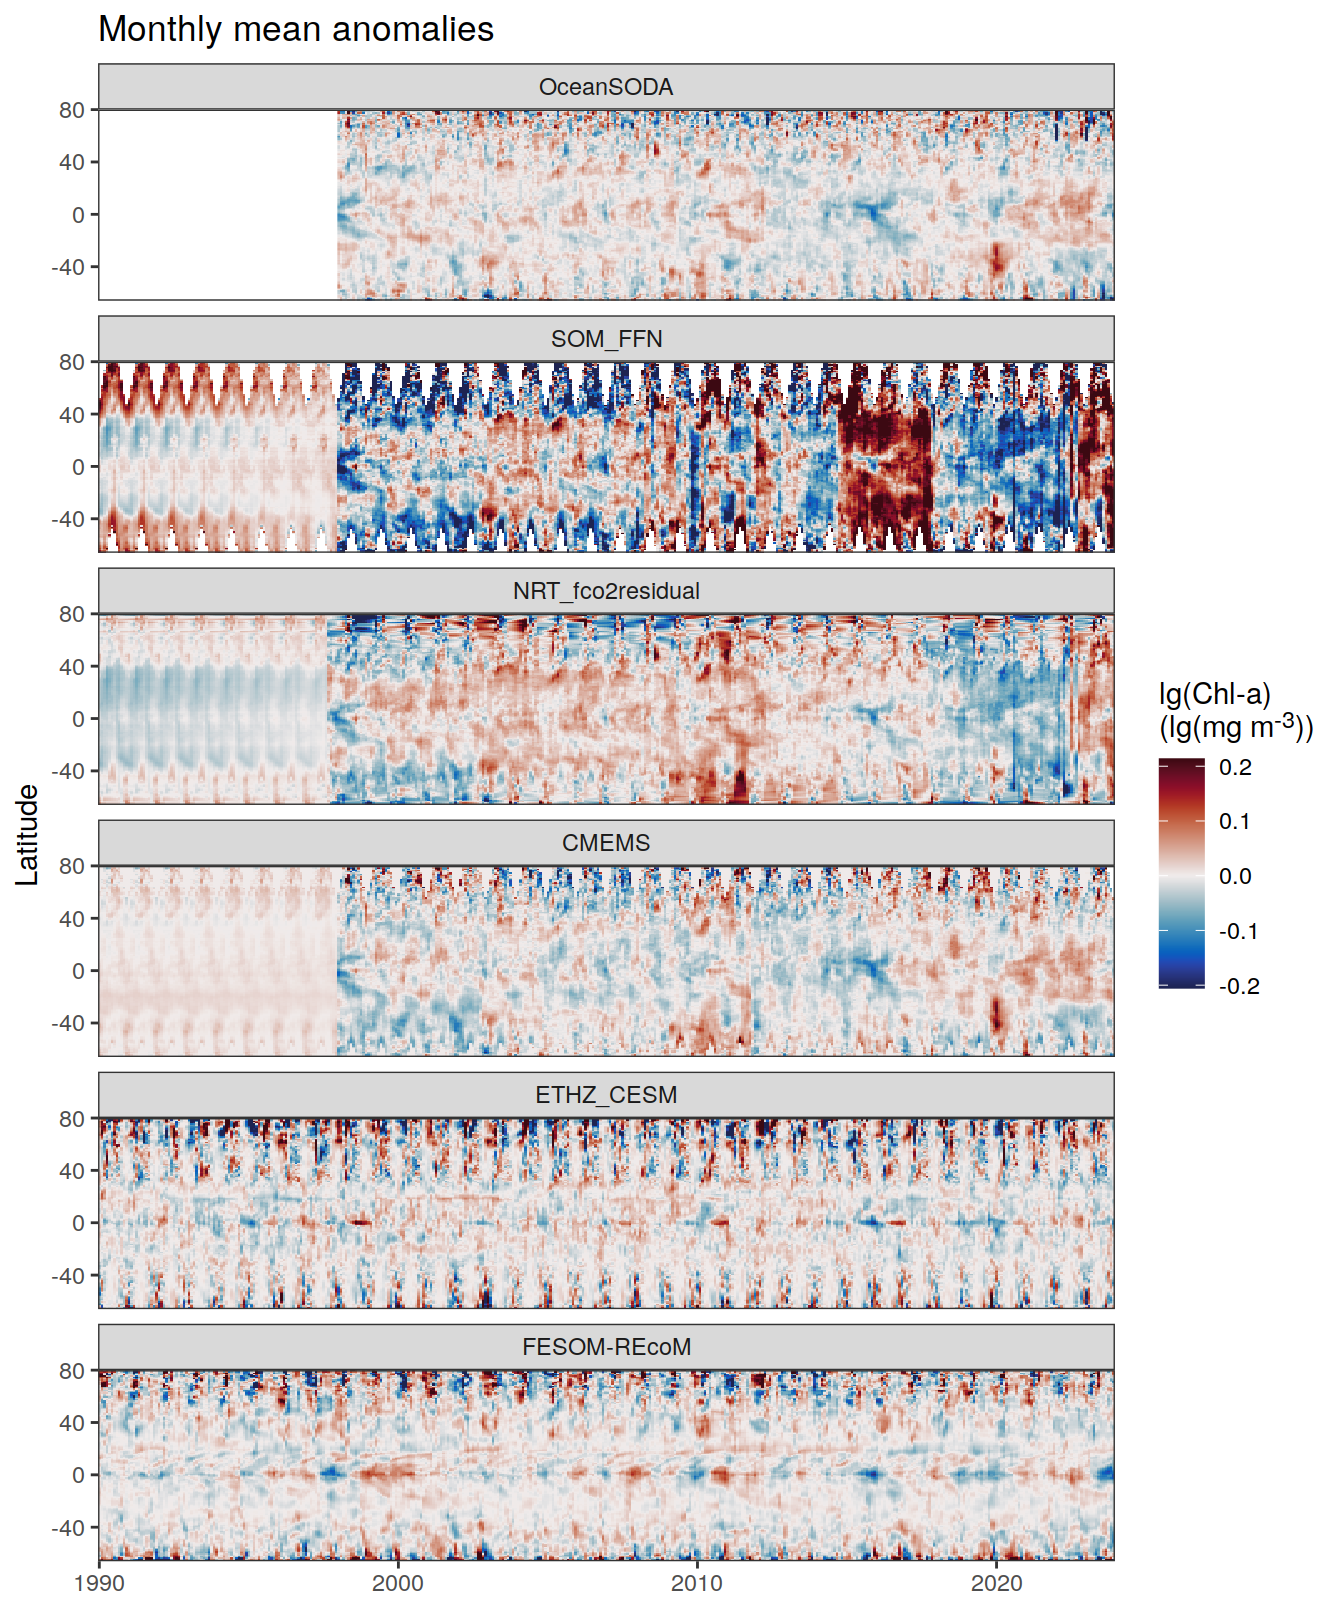 Monthly mean anomalies
OceanSODA
80
40
0
-40
SOM_FFN
80
40
0
-40
NRT_fco2residual
80
40
0
-40
CMEMS
80
40
0
-40
ETHZ_CESM
80
40
0
-40
FESOM-REcoM
80
40
0
-40
1990 2000 2010 2020
Latitude
lg(Chl-a)
(lg(mg m⁻³))
0.2
0.1
0.0
-0.1
-0.2